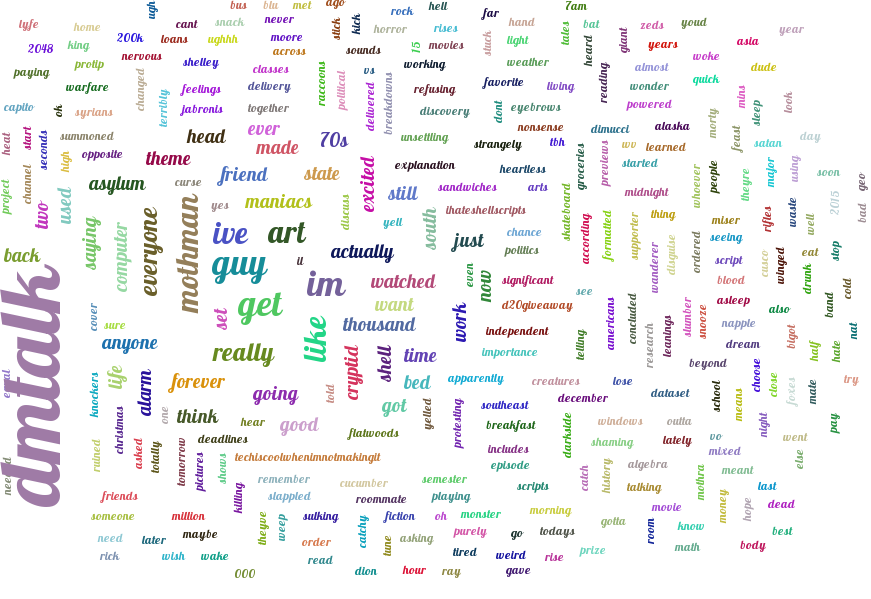 lyfe
home
ugh
cant
snack
bus
blu
met
ago
never
slick
kick
rock
hell
far
hand
7am
bat
zeds
youd
year
2048
king
200k
loans
ughhh
moore
across
horror
15
rises
movies
slack
light
tales
heard
giant
years
asia
woke
paying
protip
nervous
shelley
classes
raccoons
sounds
vs
working
weather
reading
almost
quick
dude
warfare
changed
feelings
delivery
political
delivered
breakdowns
refusing
favorite
living
wonder
mins
sleep
look
capito
ok
syrians
terribly
jabronis
together
discovery
dont
eyebrows
powered
morty
feast
heat
start
seconds
summoned
head
ever
made
70s
unsettling
strangely
nonsense
tbh
dimucci
wv
alaska
learned
satan
day
high
opposite
theme
friend
state
excited
explanation
heartless
groceries
previews
started
whoever
people
theyre
major
using
soon
project
channel
two
used
asylum
curse
yes
maniacs
discuss
still
sandwiches
arts
skateboard
midnight
2015
bad
geo
back
saying
computer
everyone
mothman
ive
art
yell
south
ihateshellscripts
chance
politics
according
formatted
supporter
thing
miser
rifles
waste
well
stop
guy
it
actually
just
wanderer
disguise
ordered
seeing
script
cusco
winged
eat
drunk
dmtalk
set
get
im
watched
want
even
now
significant
see
blood
asleep
cold
band
cover
sure
thousand
work
d20giveaway
independent
telling
americans
concluded
research
leanings
slumber
snooze
also
napple
dream
bigot
half
hate
nat
anyone
really
like
cryptid
shell
time
importance
beyond
life
alarm
forever
going
told
bed
apparently
creatures
lose
dataset
school
means
choose
close
foxes
made
try
knockers
christmas
one
think
good
got
yelled
protesting
southeast
december
darkside
windows
outta
night
pay
ruined
asked
totally
tomorrow
pictures
deadlines
hear
flatwoods
breakfast
includes
shaming
lately
vo
mixed
went
else
needed
shows
techiscoolwhenimnotmakingit
episode
catch
history
algebra
talking
mothra
meant
friends
killing
remember
slapped
cucumber
roommate
semester
playing
scripts
money
hope
last
dead
someone
million
theyve
weep
sulking
catchy
fiction
oh
monster
morning
gotta
movie
room
know
best
need
later
maybe
order
tune
asking
purely
go
todays
math
body
rick
wish
wake
read
tired
weird
rise
prize
000
dion
hour
ray
gave